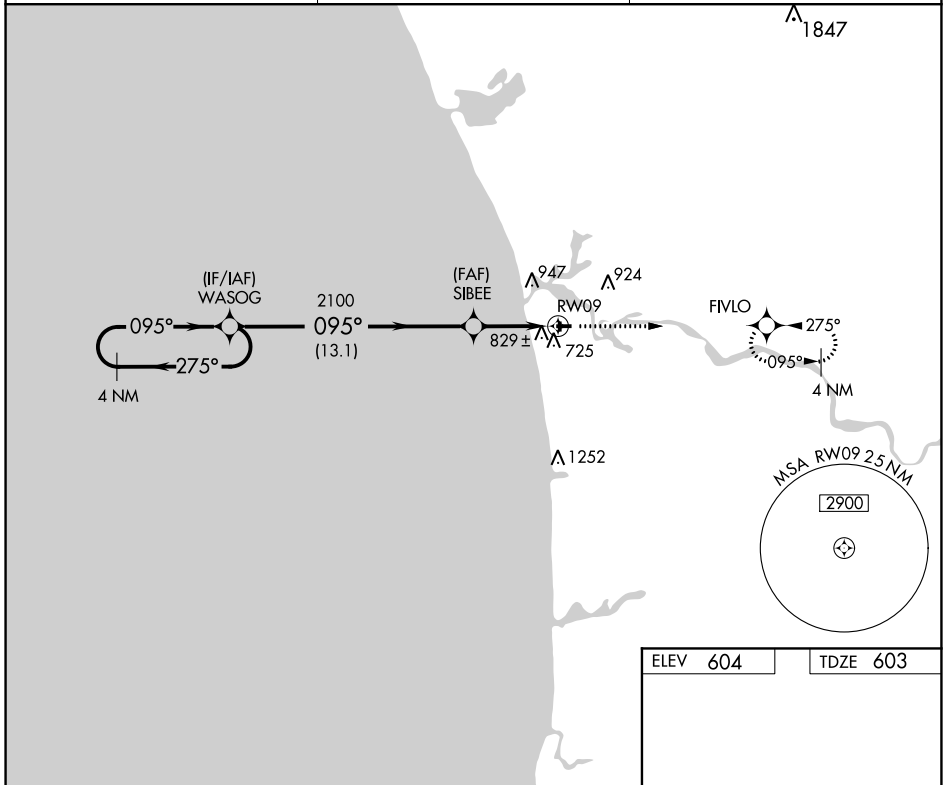 1847
(IF/IAF)
WASOG
2100
095°
(13.1)
095°
275°
4 NM
(FAF)
SIBEE
947
924
RW09
829 ±
725
FIVLO
275°
095°
4 NM
1252
MSA RW09 25 NM
2900
ELEV 604
TDZE 603